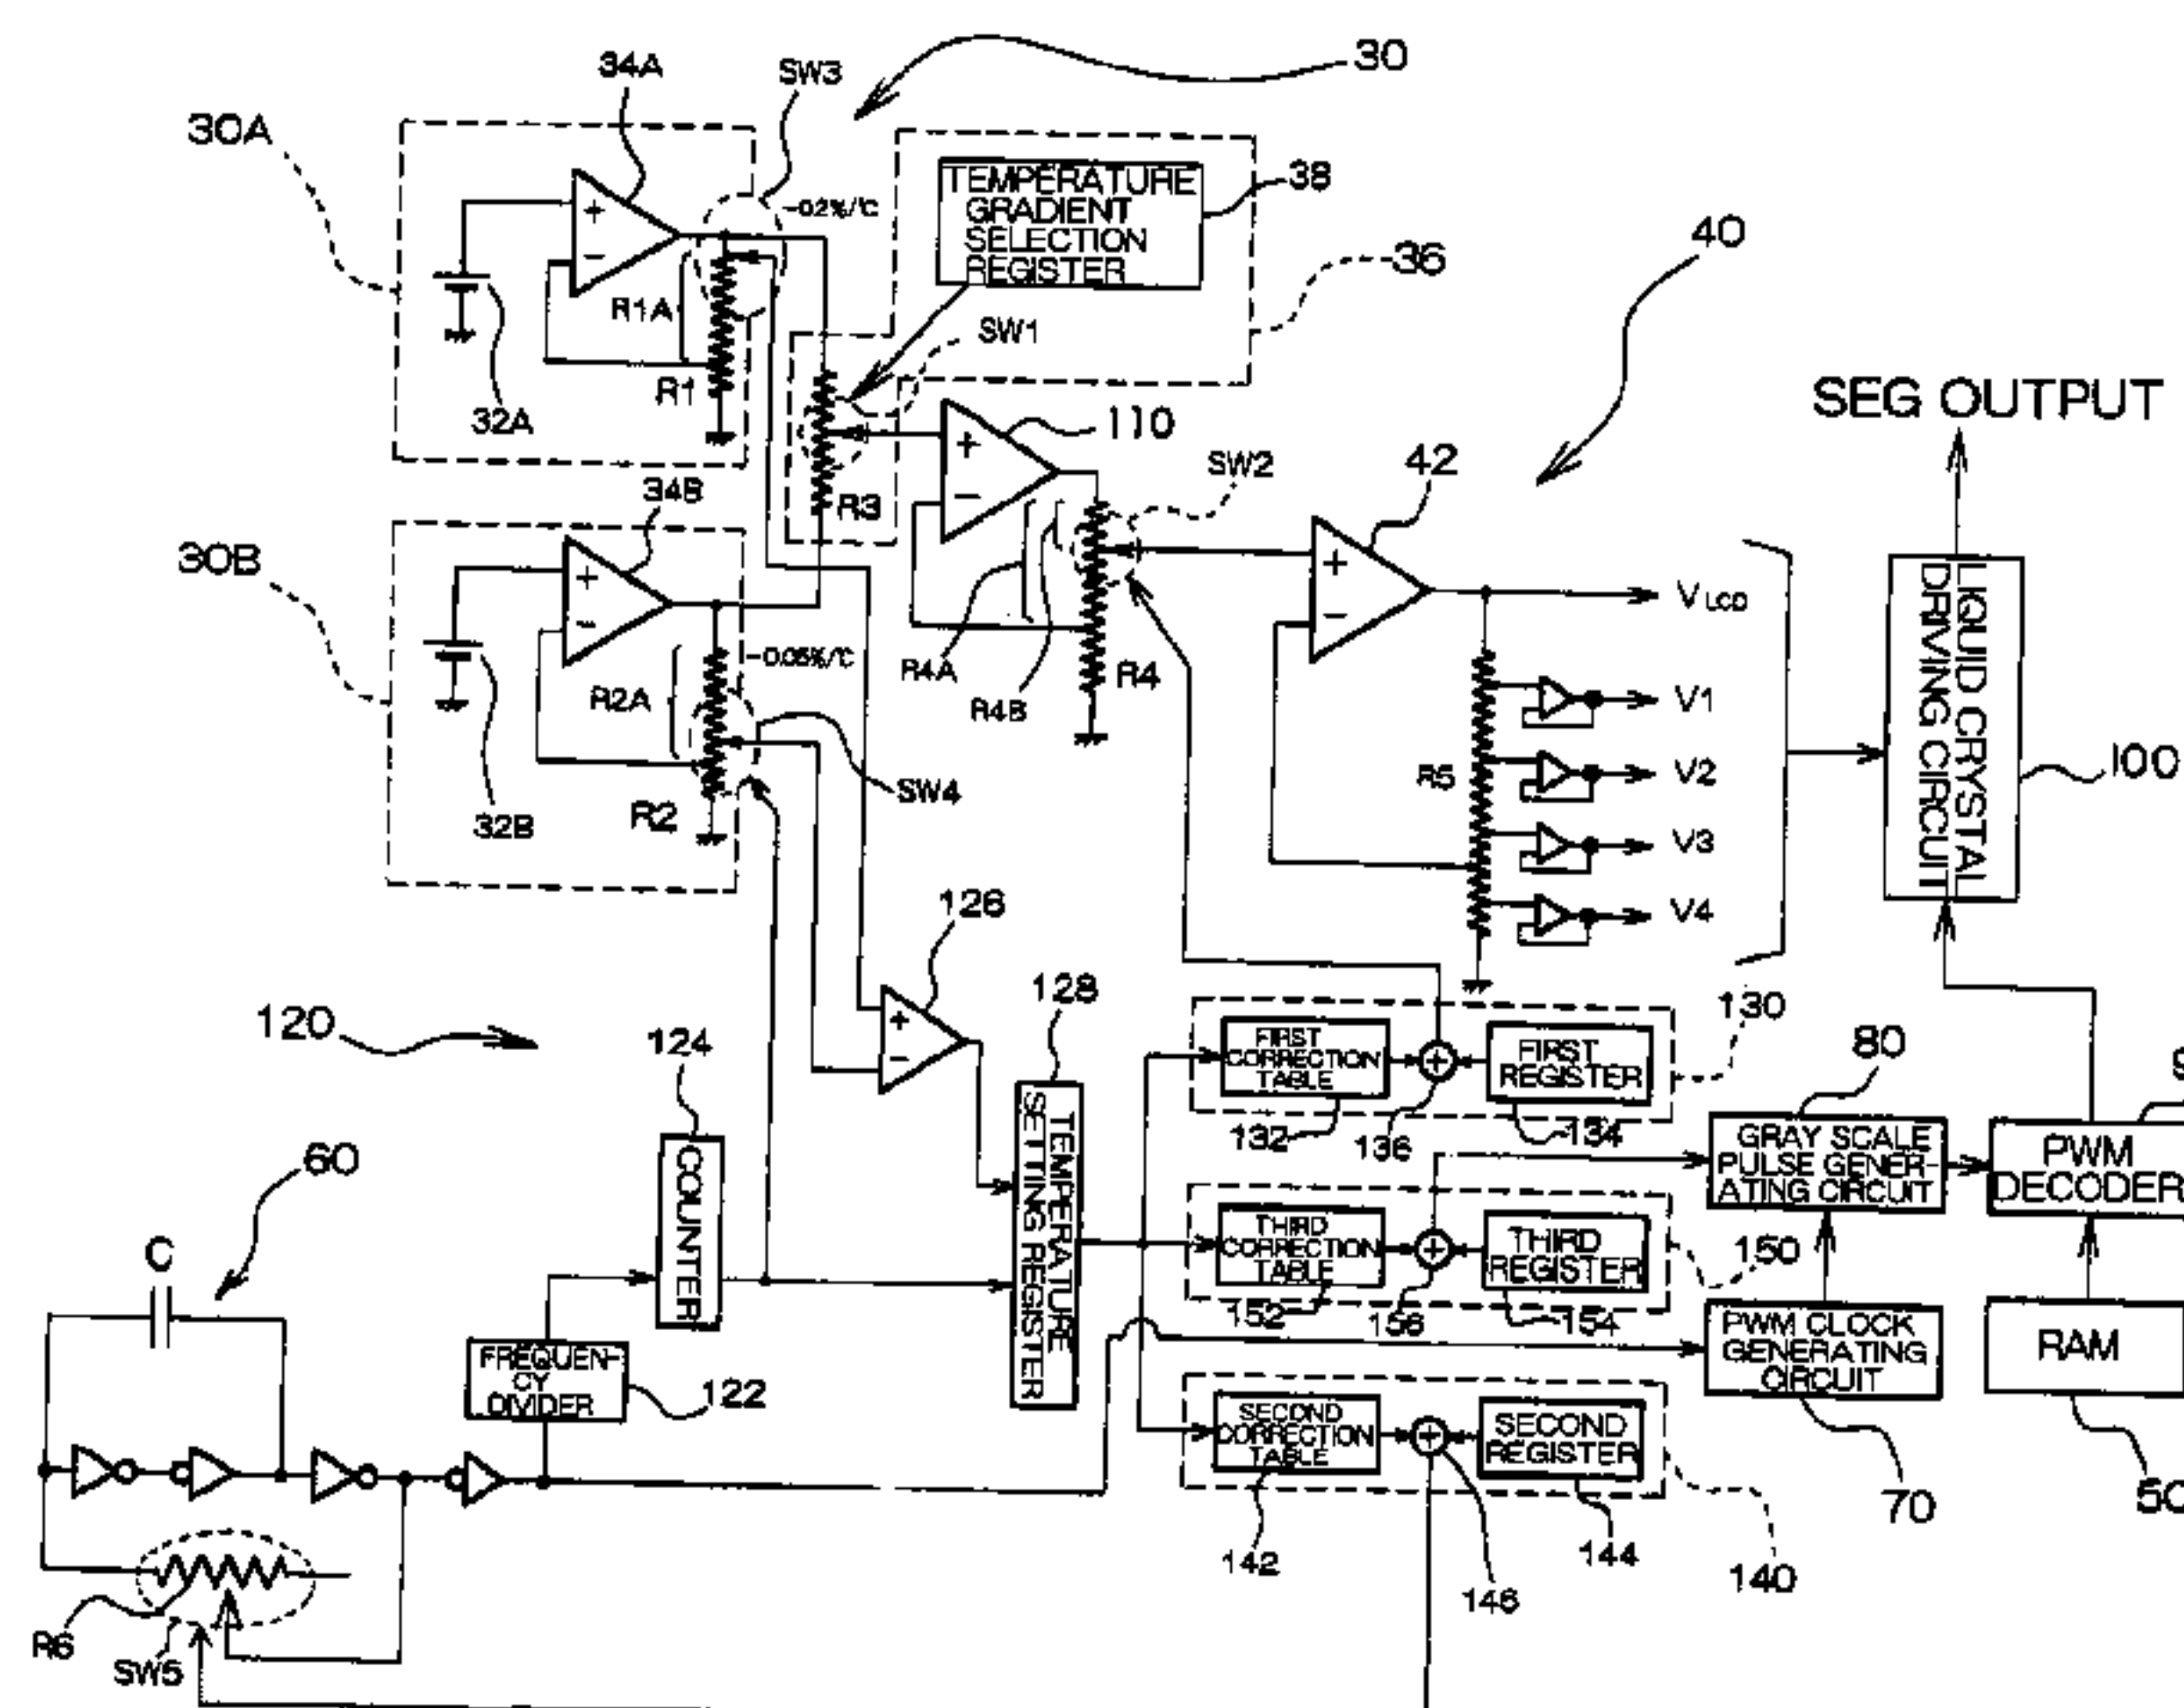 34A
SW3
30
30A
-0.2%/°C
TEMPERATURE
GRADIENT
SELECTION
REGISTER
38
40
36
R1A
SW1
R1
32A
SEG OUTPUT
110
SW2
42
34B
R3
30B
VLCD
LIQUID CRYSTAL
DRIVING CIRCUIT
-0.05%/°C
R4A
R4
R2A
R4B
V1
100
R5
V2
SW4
R2
32B
V3
126
V4
128
130
120
124
80
FIRST
CORRECTION
TABLE
FIRST
REGISTER
132
136
134
60
COUNTER
TEMPERATURE
SETTING REGISTER
GRAY SCALE
PULSE GENER-
ATING CIRCUIT
PWM
DECODER
C
THIRD
CORRECTION
TABLE
THIRD
REGISTER
150
152
156
154
FREQUEN-
CY
DIVIDER
122
PWM CLOCK
GENERATING
CIRCUIT
RAM
SECOND
CORRECTION
TABLE
SECOND
REGISTER
70
50
142
144
140
146
R6
SW5